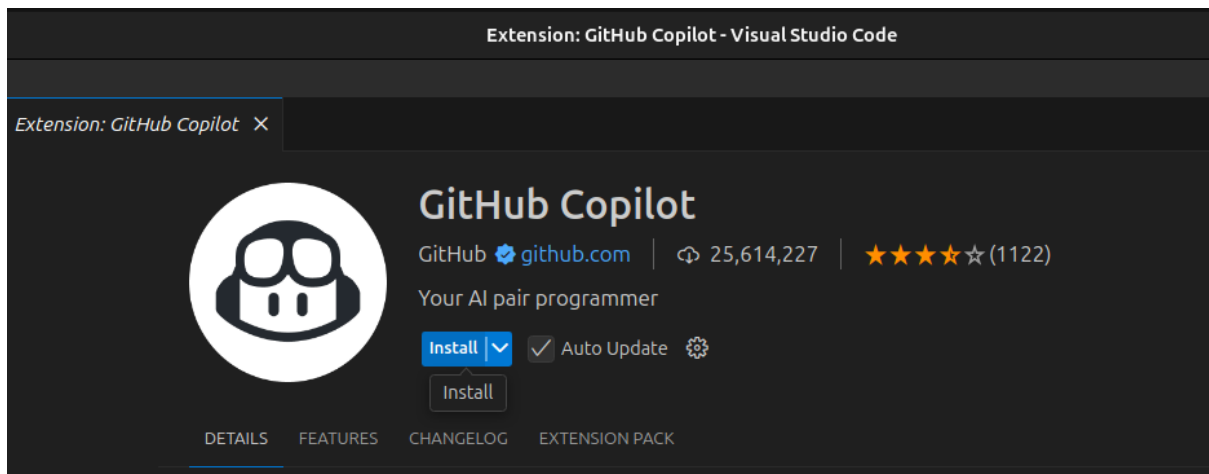 Extension: GitHub Copilot - Visual Studio Code
Extension: GitHub Copilot
GitHub Copilot
GitHub github.com 25,614,227 (1122)
Your AI pair programmer
Install Auto Update
Install
DETAILS FEATURES CHANGELOG EXTENSION PACK